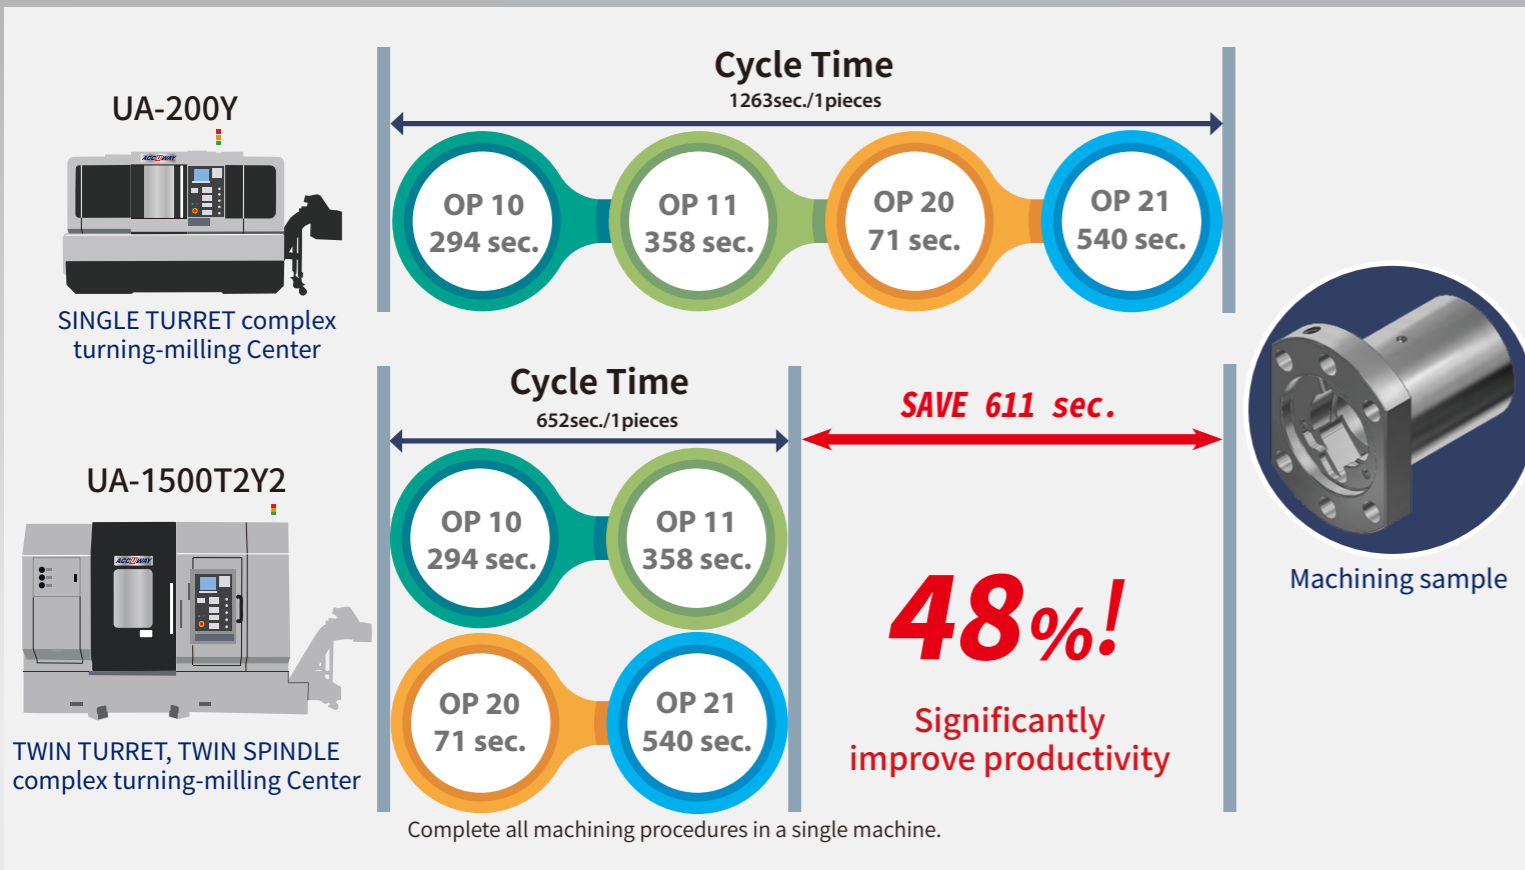 Cycle Time
1263sec./1pieces
UA-200Y
ACCUWAY
OP 10
294 sec.
OP 11
358 sec.
OP 20
71 sec.
OP 21
540 sec.
SINGLE TURRET complex
turning-milling Center
Cycle Time
652sec./1pieces
SAVE 611 sec.
UA-1500T2Y2
ACCUWAY
OP 10
294 sec.
OP 11
358 sec.
OP 20
71 sec.
OP 21
540 sec.
48%!
Significantly
improve productivity
Machining sample
TWIN TURRET, TWIN SPINDLE
complex turning-milling Center
Complete all machining procedures in a single machine.